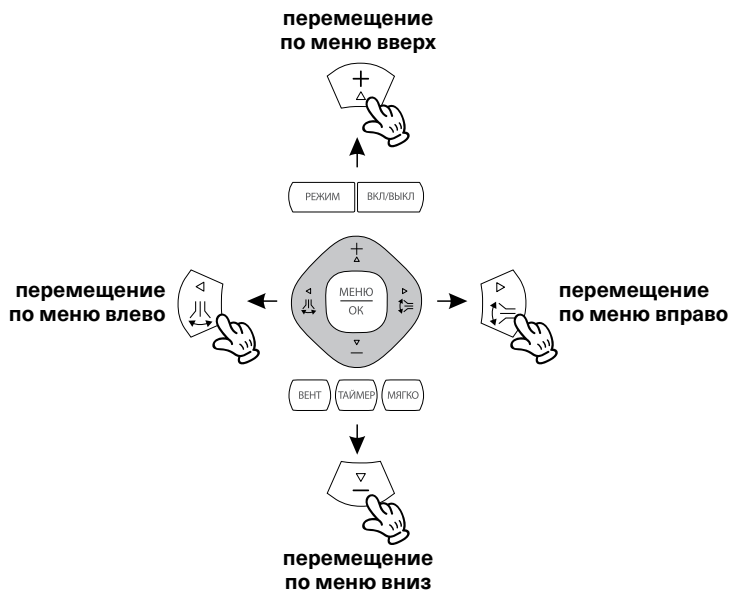 перемещение
по меню вверх
РЕЖИМ
ВКЛ/ВЫКЛ
перемещение
по меню влево
МЕНЮ
ОК
перемещение
по меню вправо
ВЕНТ
ТАЙМЕР
МЯГКО
перемещение
по меню вниз